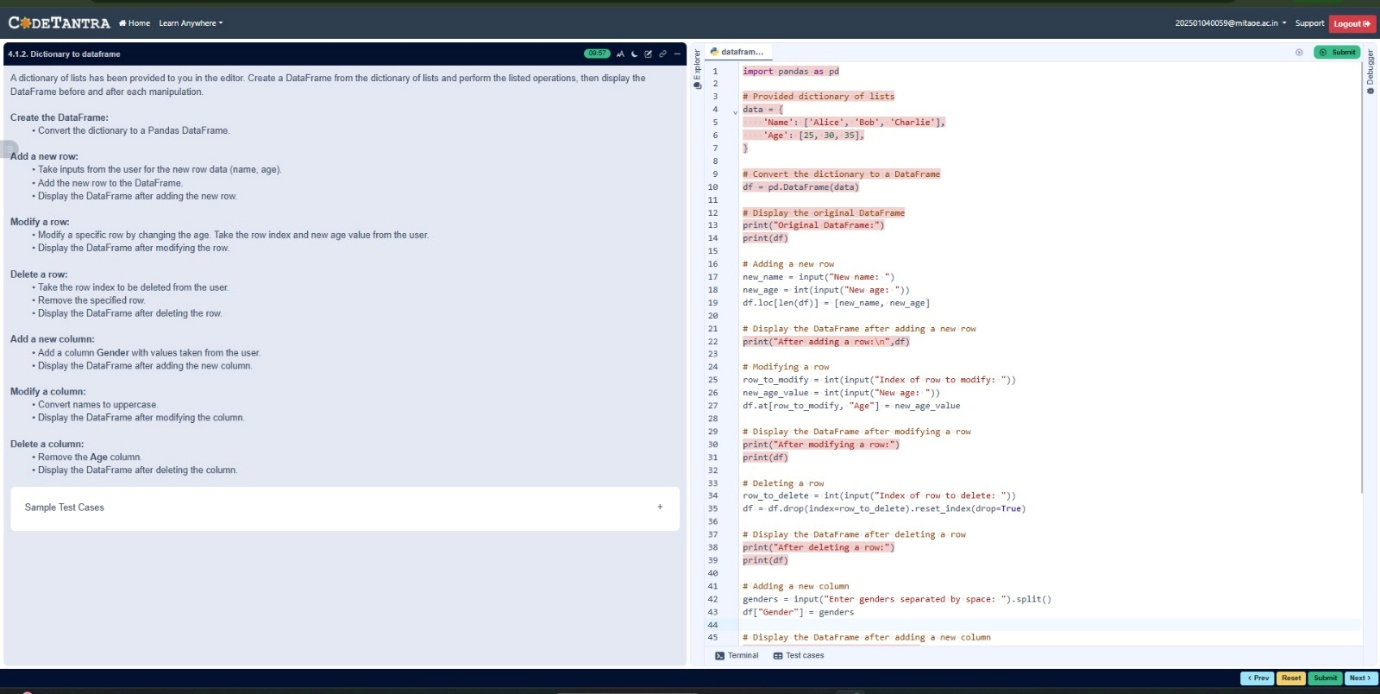 CODETANTRA Home Learn Anywhere 202501040059@mitaoe.ac.in Support Logout
4.1.2. Dictionary to dataframe 09:57
A dictionary of lists has been provided to you in the editor. Create a DataFrame from the dictionary of lists and perform the listed operations, then display the
DataFrame before and after each manipulation.
Create the DataFrame:
• Convert the dictionary to a Pandas DataFrame.
Add a new row:
• Take inputs from the user for the new row data (name, age).
• Add the new row to the DataFrame.
• Display the DataFrame after adding the new row.
Modify a row:
• Modify a specific row by changing the age. Take the row index and new age value from the user.
• Display the DataFrame after modifying the row.
Delete a row:
• Take the row index to be deleted from the user.
• Remove the specified row.
• Display the DataFrame after deleting the row.
Add a new column:
• Add a column Gender with values taken from the user.
• Display the DataFrame after adding the new column.
Modify a column:
• Convert names to uppercase.
• Display the DataFrame after modifying the column.
Delete a column:
• Remove the Age column.
• Display the DataFrame after deleting the column.
Sample Test Cases +
Explorer
datafram...
Submit
Debugger
1 import pandas as pd
2
3 # Provided dictionary of lists
4 data = {
5 'Name': ['Alice', 'Bob', 'Charlie'],
6 'Age': [25, 30, 35],
7 }
8
9 # Convert the dictionary to a DataFrame
10 df = pd.DataFrame(data)
11
12 # Display the original DataFrame
13 print("Original DataFrame:")
14 print(df)
15
16 # Adding a new row
17 new_name = input("New name: ")
18 new_age = int(input("New age: "))
19 df.loc[len(df)] = [new_name, new_age]
20
21 # Display the DataFrame after adding a new row
22 print("After adding a row:\n",df)
23
24 # Modifying a row
25 row_to_modify = int(input("Index of row to modify: "))
26 new_age_value = int(input("New age: "))
27 df.at[row_to_modify, "Age"] = new_age_value
28
29 # Display the DataFrame after modifying a row
30 print("After modifying a row:")
31 print(df)
32
33 # Deleting a row
34 row_to_delete = int(input("Index of row to delete: "))
35 df = df.drop(index=row_to_delete).reset_index(drop=True)
36
37 # Display the DataFrame after deleting a row
38 print("After deleting a row:")
39 print(df)
40
41 # Adding a new column
42 genders = input("Enter genders separated by space: ").split()
43 df["Gender"] = genders
44
45 # Display the DataFrame after adding a new column
Terminal Test cases
< Prev Reset Submit Next >